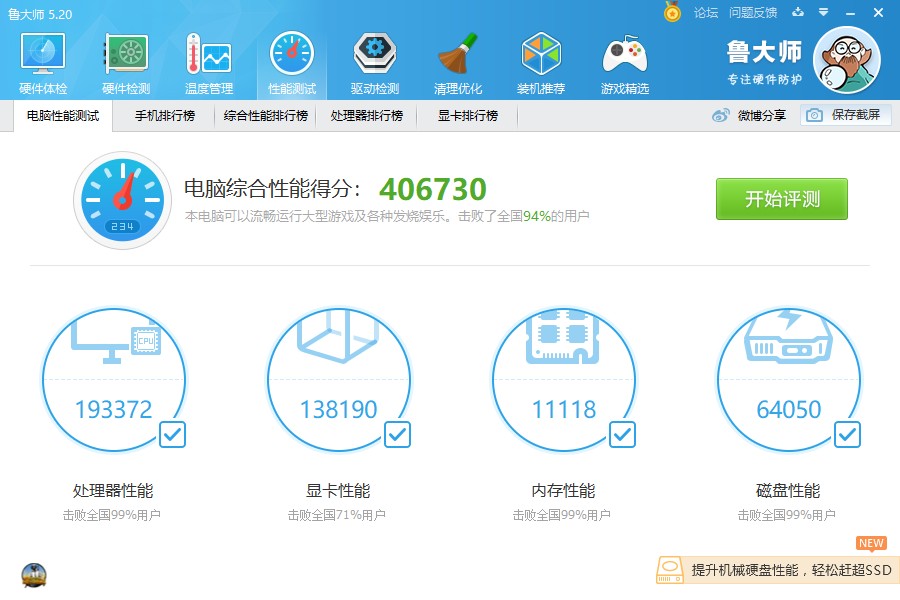 鲁大师 5.20
论坛 问题反馈
硬件体检 硬件检测 温度管理 性能测试 驱动检测 清理优化 装机推荐 游戏精选
鲁大师
专注硬件防护
电脑性能测试 手机排行榜 综合性能排行榜 处理器排行榜 显卡排行榜 微博分享 保存截屏
电脑综合性能得分： 406730
本电脑可以流畅运行大型游戏及各种发烧娱乐。击败了全国94%的用户
开始评测
234
CPU
193372 138190 11118 64050
处理器性能 显卡性能 内存性能 磁盘性能
击败全国99%用户 击败全国71%用户 击败全国99%用户 击败全国99%用户
NEW
提升机械硬盘性能，轻松赶超SSD